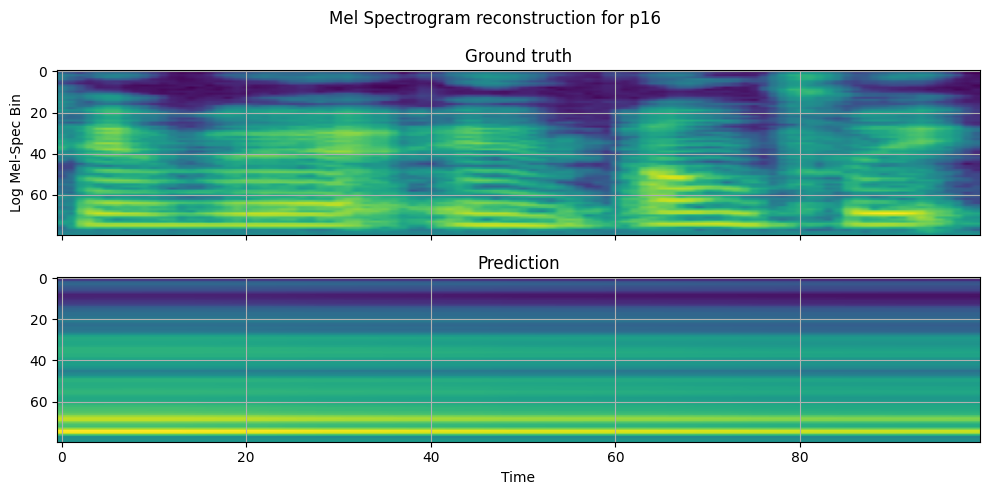 Mel Spectrogram reconstruction for p16
Ground truth
0
20
40
60
Log Mel-Spec Bin
Prediction
0
20
40
60
0 20 40 60 80
Time